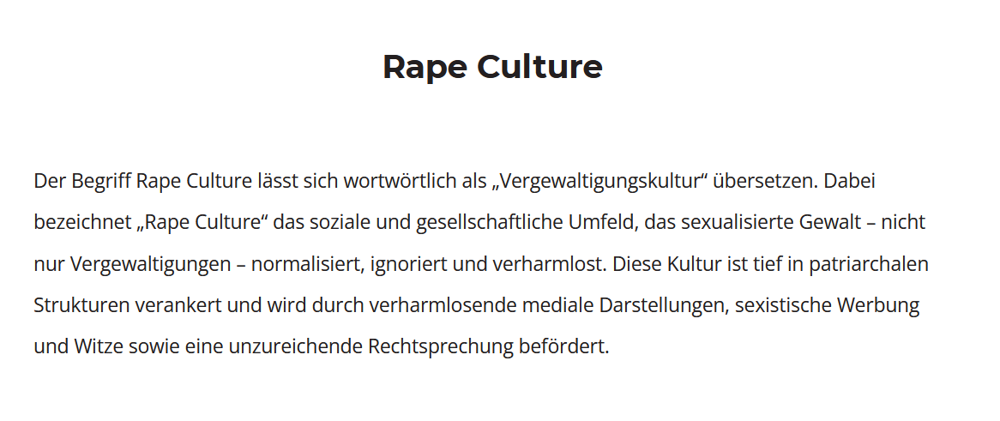 Rape Culture
Der Begriff Rape Culture lässt sich wortwörtlich als „Vergewaltigungskultur“ übersetzen. Dabei
bezeichnet „Rape Culture“ das soziale und gesellschaftliche Umfeld, das sexualisierte Gewalt – nicht
nur Vergewaltigungen – normalisiert, ignoriert und verharmlost. Diese Kultur ist tief in patriarchalen
Strukturen verankert und wird durch verharmlosende mediale Darstellungen, sexistische Werbung
und Witze sowie eine unzureichende Rechtsprechung befördert.